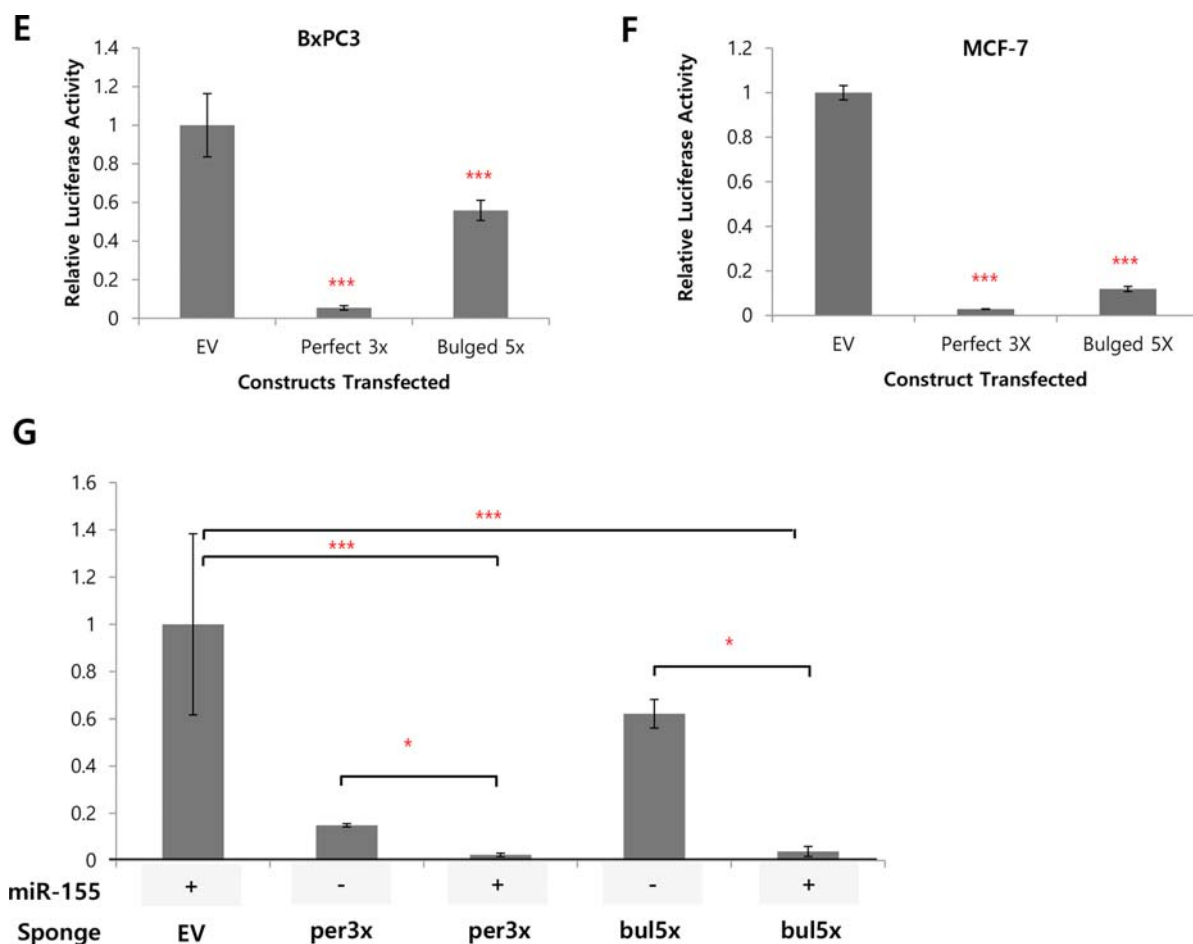 E
BxPC3
Relative Luciferase Activity
1.4
1.2
1
0.8
0.6
0.4
0.2
0
***
***
EV Perfect 3x Bulged 5x
Constructs Transfected
F
MCF-7
Relative Luciferase Activity
1.2
1
0.8
0.6
0.4
0.2
0
***
***
EV Perfect 3X Bulged 5X
Construct Transfected
G
1.6
1.4
1.2
1
0.8
0.6
0.4
0.2
0
***
***
*
*
miR-155 + - + - +
Sponge EV per3x per3x bul5x bul5x